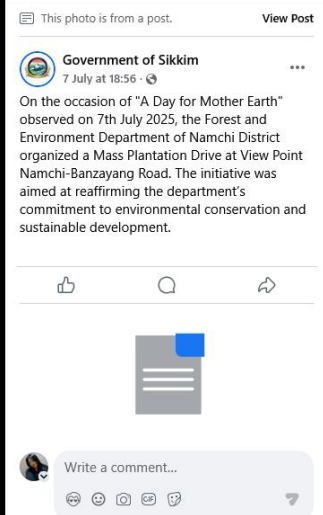 This photo is from a post. View Post
Government of Sikkim
7 July at 18:56 ·
On the occasion of "A Day for Mother Earth"
observed on 7th July 2025, the Forest and
Environment Department of Namchi District
organized a Mass Plantation Drive at View Point
Namchi-Banzayang Road. The initiative was
aimed at reaffirming the department's
commitment to environmental conservation and
sustainable development.
Write a comment...
GIF